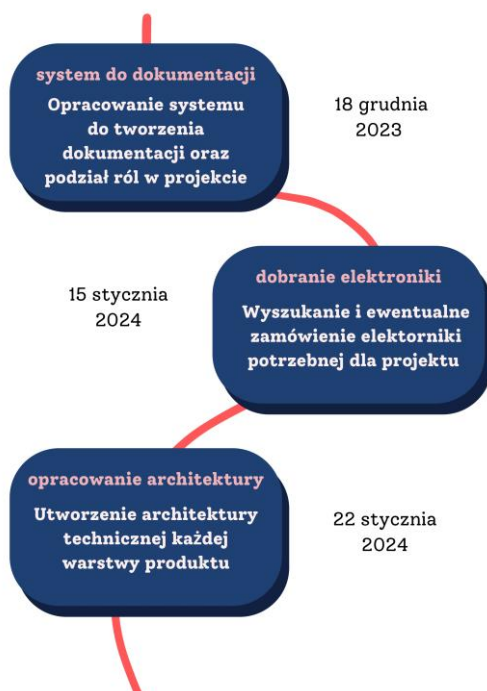 system do dokumentacji
Opracowanie systemu
do tworzenia
dokumentacji oraz
podział ról w projekcie
18 grudnia
2023
15 stycznia
2024
dobranie elektroniki
Wyszukanie i ewentualne
zamówienie elektorniki
potrzebnej dla projektu
opracowanie architektury
Utworzenie architektury
technicznej każdej
warstwy produktu
22 stycznia
2024